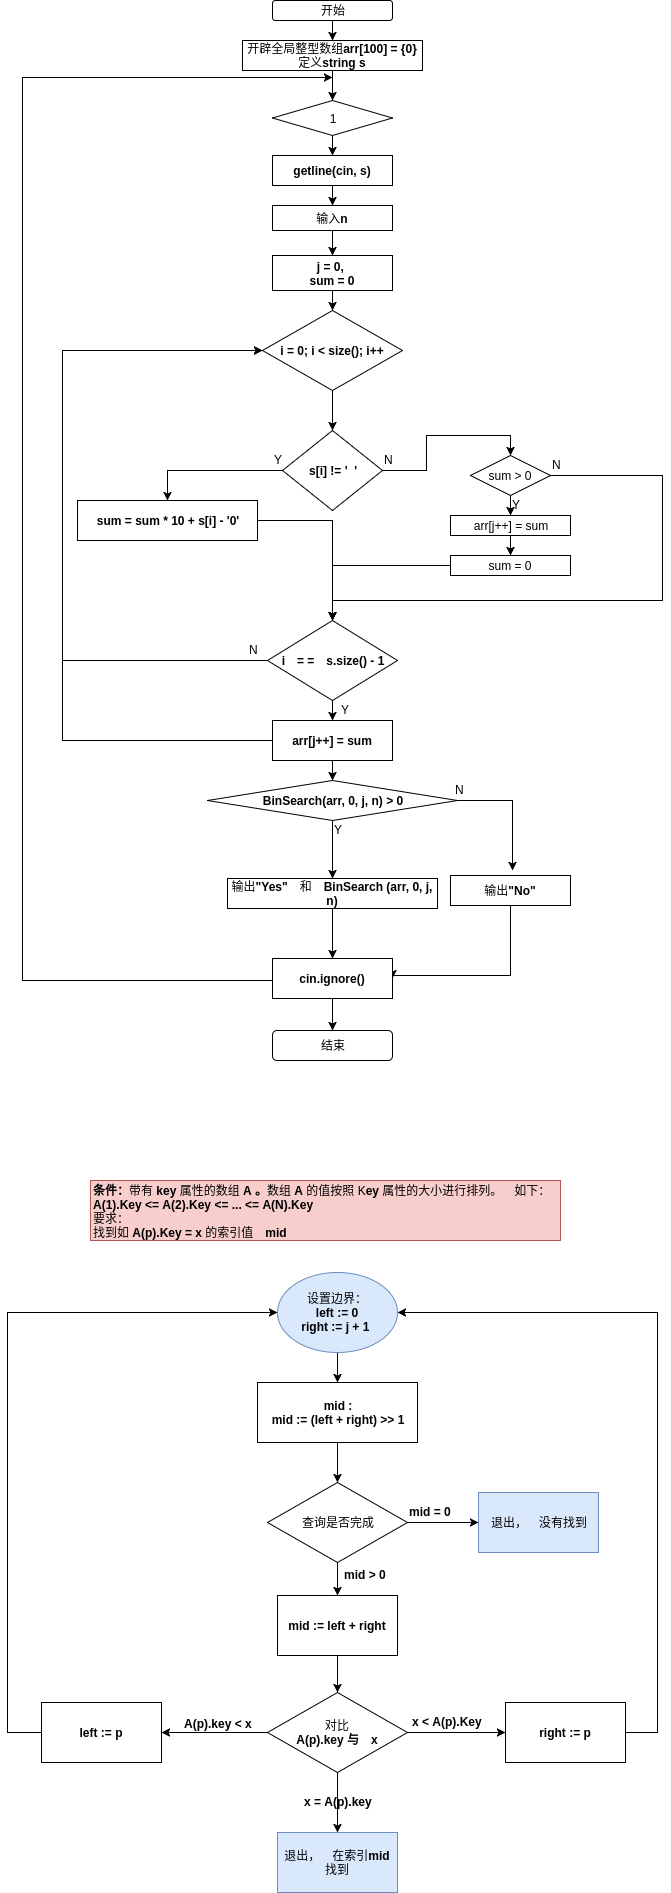 开始
开辟全局整型数组arr[100] = {0}
定义string s
1
getline(cin, s)
输入n
j = 0,
sum = 0
i = 0; i < size(); i++
Y
s[i] != ' '
N
sum > 0
N
sum = sum * 10 + s[i] - '0'
Y
arr[j++] = sum
sum = 0
N
i == s.size() - 1
Y
arr[j++] = sum
BinSearch(arr, 0, j, n) > 0
N
Y
输出"Yes" 和 BinSearch (arr, 0, j,
n)
输出"No"
cin.ignore()
结束
条件：带有 key 属性的数组 A 。数组 A 的值按照 Key 属性的大小进行排列。 如下：
A(1).Key <= A(2).Key <= ... <= A(N).Key
要求：
找到如 A(p).Key = x 的索引值 mid
设置边界：
left := 0
right := j + 1
mid :
mid := (left + right) >> 1
查询是否完成
mid = 0
退出， 没有找到
mid > 0
mid := left + right
left := p
A(p).key < x
对比
A(p).key 与 x
x < A(p).Key
right := p
x = A(p).key
退出， 在索引mid
找到